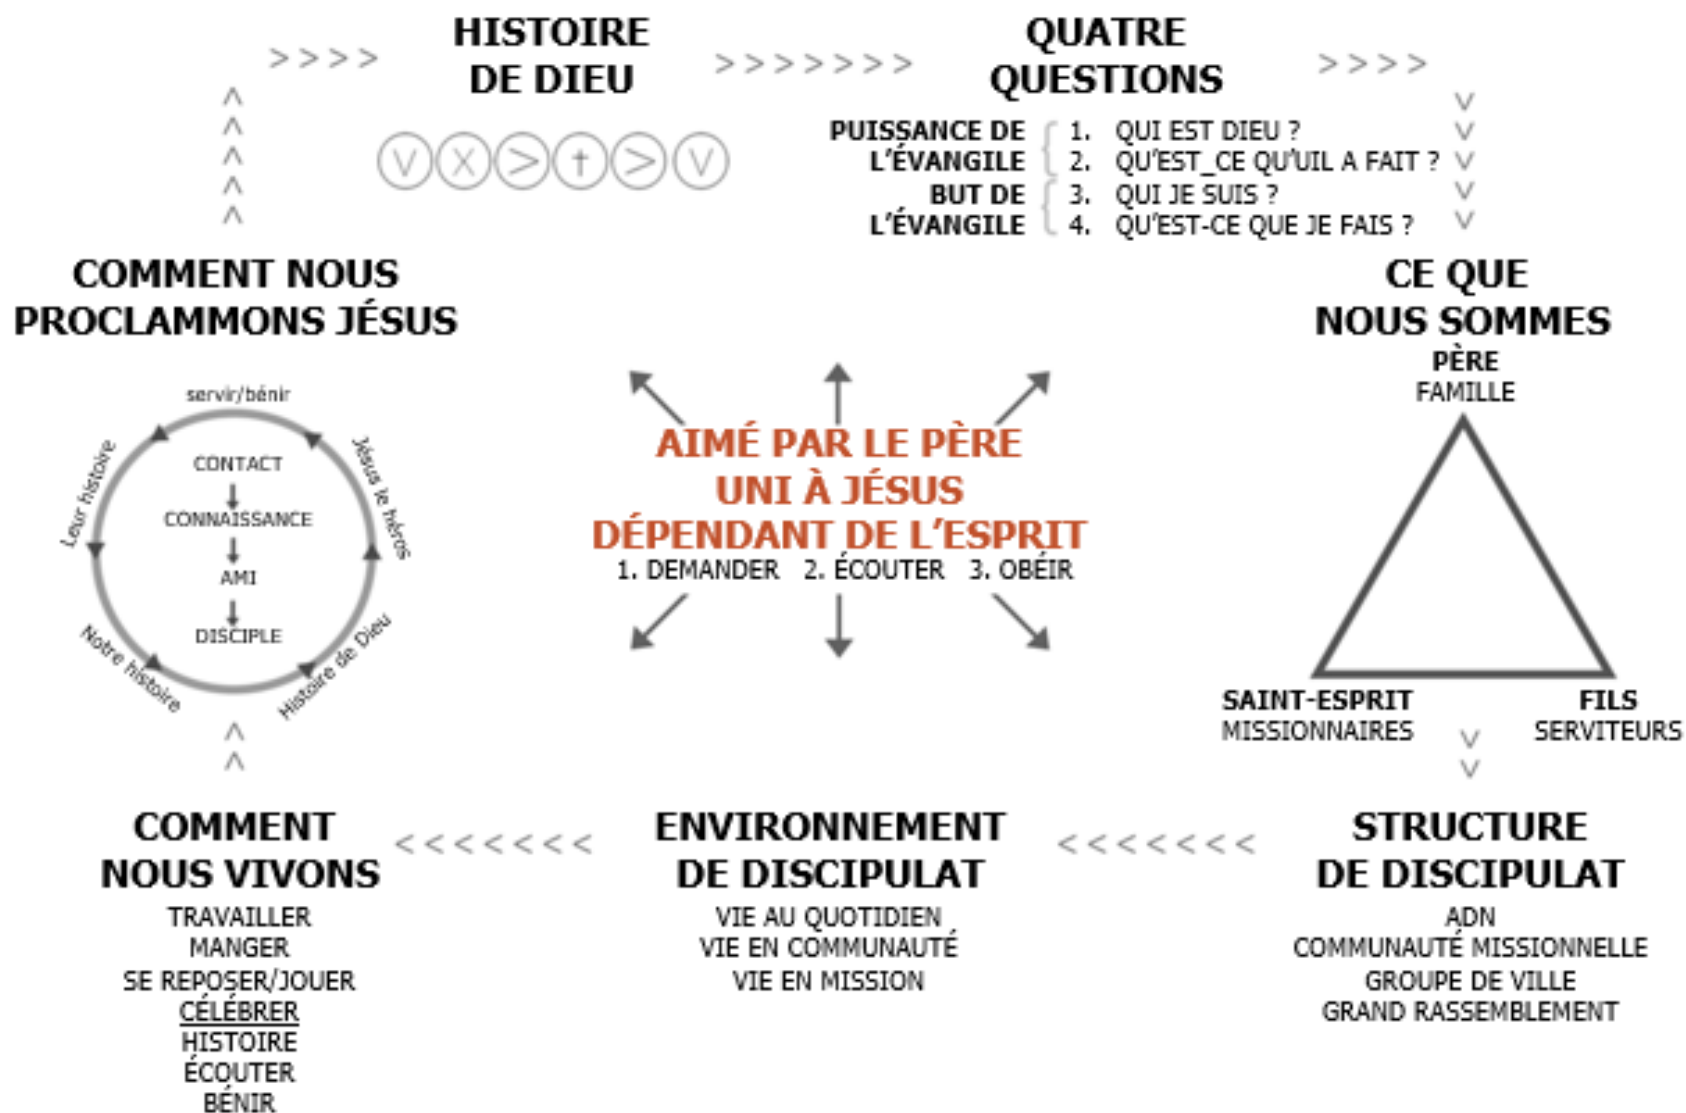 HISTOIRE
DE DIEU
QUATRE
QUESTIONS
PUISSANCE DE
L'ÉVANGILE
BUT DE
L'ÉVANGILE
1. QUI EST DIEU ?
2. QU'EST_CE QU'UIL A FAIT ?
3. QUI JE SUIS ?
4. QU'EST-CE QUE JE FAIS ?
COMMENT NOUS
PROCLAMMONS JÉSUS
servir/bénir
Leur histoire
Notre histoire
Histoire de Dieu
Jésus le héros
CONTACT
CONNAISSANCE
AMI
DISCIPLE
AIMÉ PAR LE PÈRE
UNI À JÉSUS
DÉPENDANT DE L'ESPRIT
1. DEMANDER 2. ÉCOUTER 3. OBÉIR
CE QUE
NOUS SOMMES
PÈRE
FAMILLE
SAINT-ESPRIT
MISSIONNAIRES
FILS
SERVITEURS
COMMENT
NOUS VIVONS
TRAVAILLER
MANGER
SE REPOSER/JOUER
CÉLÉBRER
HISTOIRE
ÉCOUTER
BÉNIR
ENVIRONNEMENT
DE DISCIPULAT
VIE AU QUOTIDIEN
VIE EN COMMUNAUTÉ
VIE EN MISSION
STRUCTURE
DE DISCIPULAT
ADN
COMMUNAUTÉ MISSIONNELLE
GROUPE DE VILLE
GRAND RASSEMBLEMENT